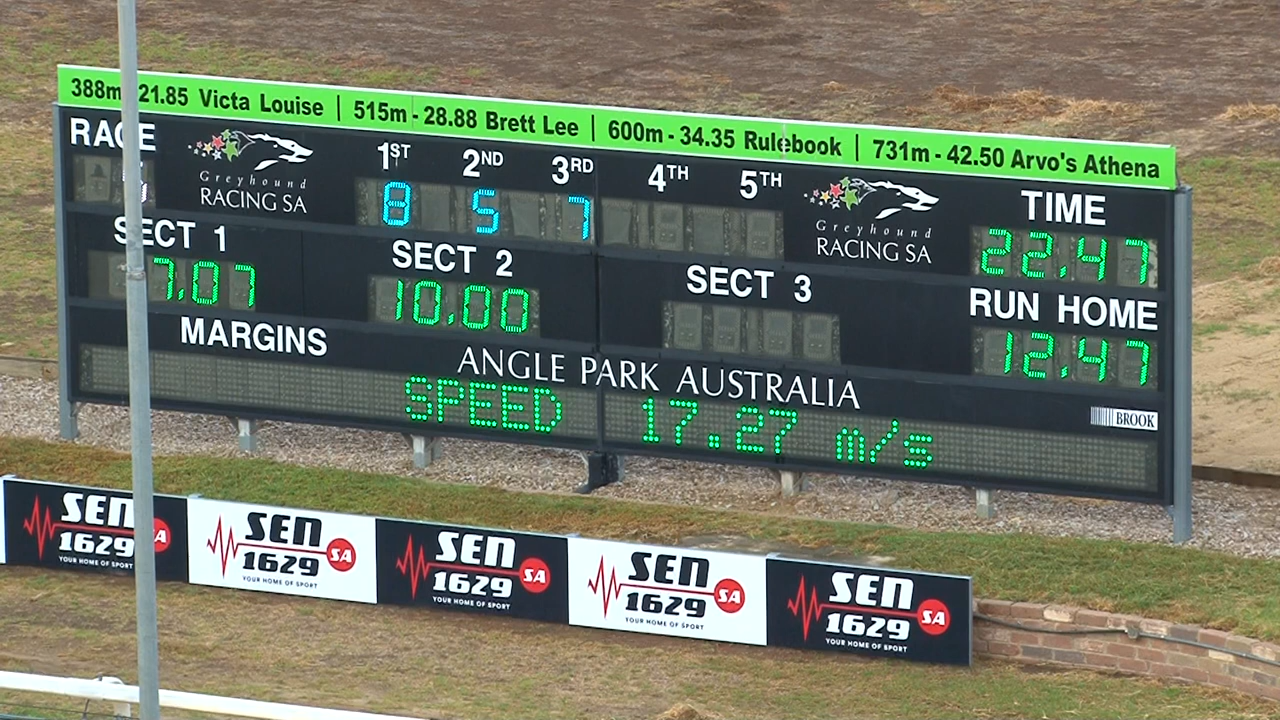 388m 21.85 Victa Louise | 515m - 28.88 Brett Lee | 600m - 34.35 Rulebook | 731m - 42.50 Arvo's Athena
RACE
Greyhound
RACING SA
1ST 2ND 3RD 4TH 5TH
8 5 7
Greyhound
RACING SA
TIME
22.47
SECT 1
7.07
SECT 2
10.00
SECT 3
RUN HOME
12.47
MARGINS
ANGLE PARK AUSTRALIA
SPEED 17.27 m/s
BROOK
SEN
1629 SA
YOUR HOME OF SPORT
SEN
1629 SA
YOUR HOME OF SPORT
SEN
1629 SA
YOUR HOME OF SPORT
SEN
1629 SA
YOUR HOME OF SPORT
SEN
1629 SA
YOUR HOME OF SPORT